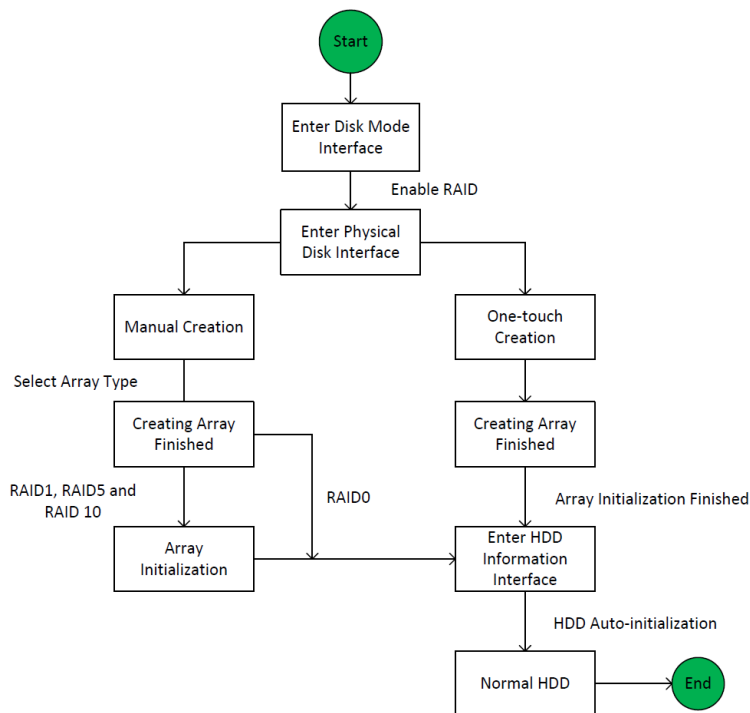 Start
Enter Disk Mode
Interface
Enable RAID
Enter Physical
Disk Interface
Manual Creation
One-touch
Creation
Select Array Type
Creating Array
Finished
Creating Array
Finished
RAID1, RAID5 and
RAID 10
RAID0
Array Initialization Finished
Array
Initialization
Enter HDD
Information
Interface
HDD Auto-initialization
Normal HDD
End